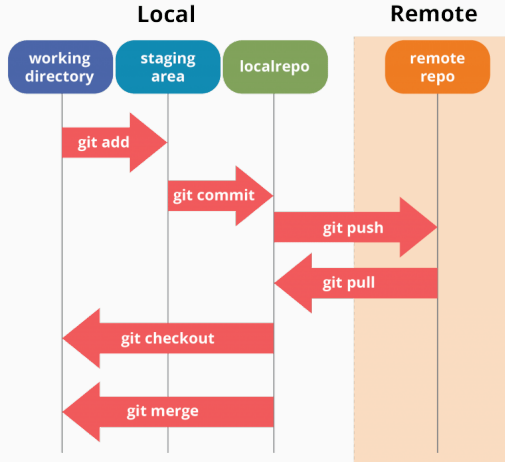 Local
Remote
working
directory
staging
area
localrepo
remote
repo
git add
git commit
git push
git pull
git checkout
git merge